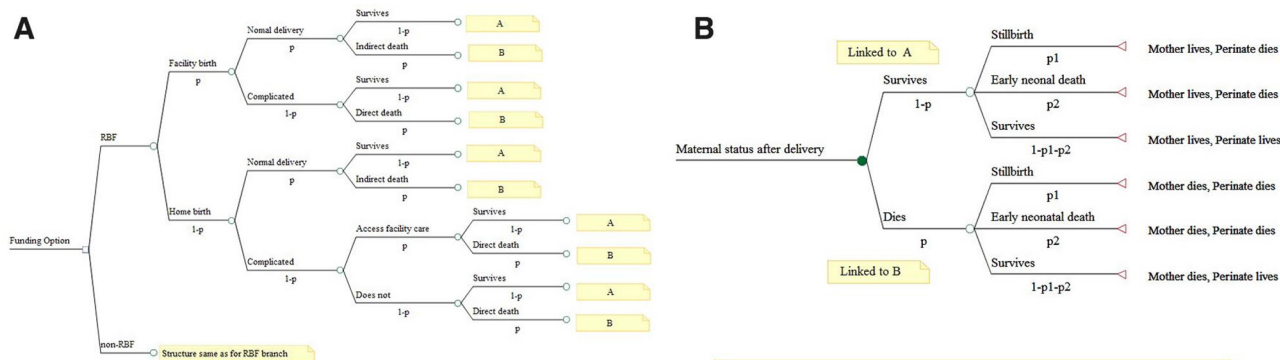 A
Survives
1-p
A
Nomal delivery
p
Indirect death
p
B
Facility birth
p
Survives
1-p
A
Complicated
1-p
Direct death
p
B
RBF
Survives
1-p
A
Normal delivery
p
Indirect death
p
B
Home birth
1-p
Survives
1-p
A
Access facility care
p
Direct death
p
B
Complicated
1-p
Survives
1-p
A
Does not
1-p
Direct death
p
B
Funding Option
non-RBF
Structure same as for RBF branch
B
Linked to A
Stillbirth
p1
Mother lives, Perinate dies
Survives
1-p
Early neonal death
p2
Mother lives, Perinate dies
Survives
1-p1-p2
Mother lives, Perinate lives
Maternal status after delivery
Stillbirth
p1
Mother dies, Perinate dies
Dies
p
Early neonatal death
p2
Mother dies, Perinate dies
Survives
1-p1-p2
Mother dies, Perinate lives
Linked to B